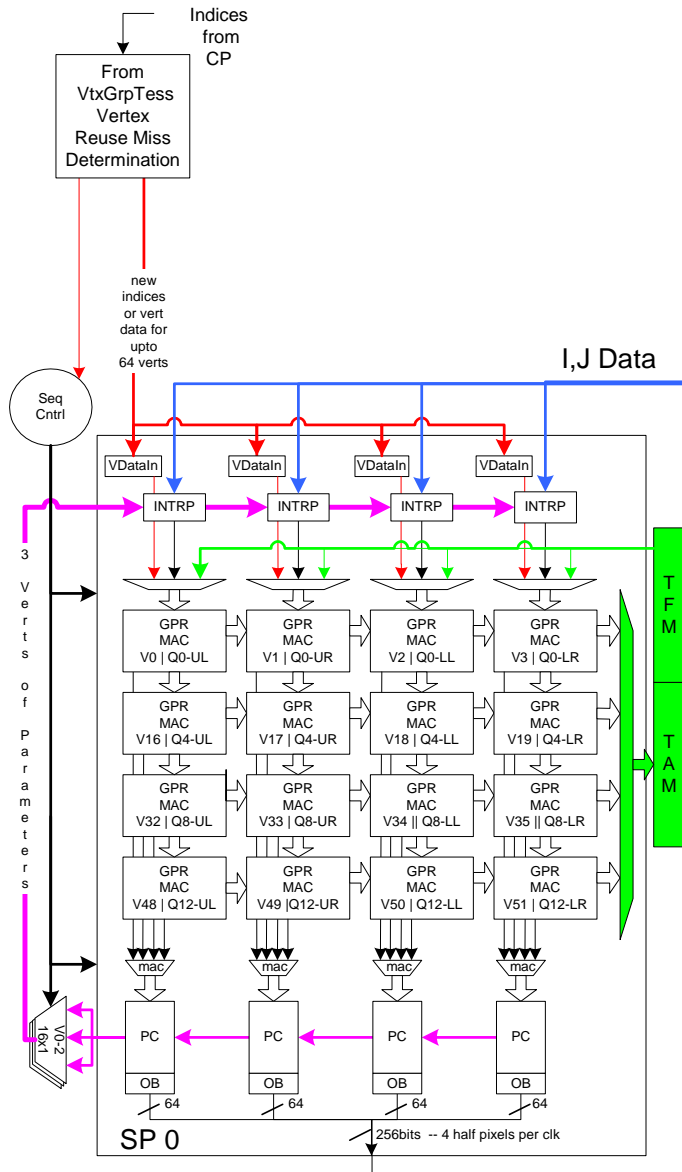 Indices
from
CP
From
VtxGrpTess
Vertex
Reuse Miss
Determination
new
indices
or vert
data for
upto
64 verts
I,J Data
Seq
Cntrl
VDataIn
VDataIn
VDataIn
VDataIn
INTRP
INTRP
INTRP
INTRP
3 Verts of Parameters
TFM
TAM
GPR
MAC
V0 | Q0-UL
GPR
MAC
V1 | Q0-UR
GPR
MAC
V2 | Q0-LL
GPR
MAC
V3 | Q0-LR
GPR
MAC
V16 | Q4-UL
GPR
MAC
V17 | Q4-UR
GPR
MAC
V18 | Q4-LL
GPR
MAC
V19 | Q4-LR
GPR
MAC
V32 | Q8-UL
GPR
MAC
V33 | Q8-UR
GPR
MAC
V34 || Q8-LL
GPR
MAC
V35 || Q8-LR
GPR
MAC
V48 | Q12-UL
GPR
MAC
V49 |Q12-UR
GPR
MAC
V50 | Q12-LL
GPR
MAC
V51 | Q12-LR
mac
mac
mac
mac
V0-2
16x1
PC
PC
PC
PC
OB
OB
OB
OB
64
64
64
64
SP 0
256bits -- 4 half pixels per clk